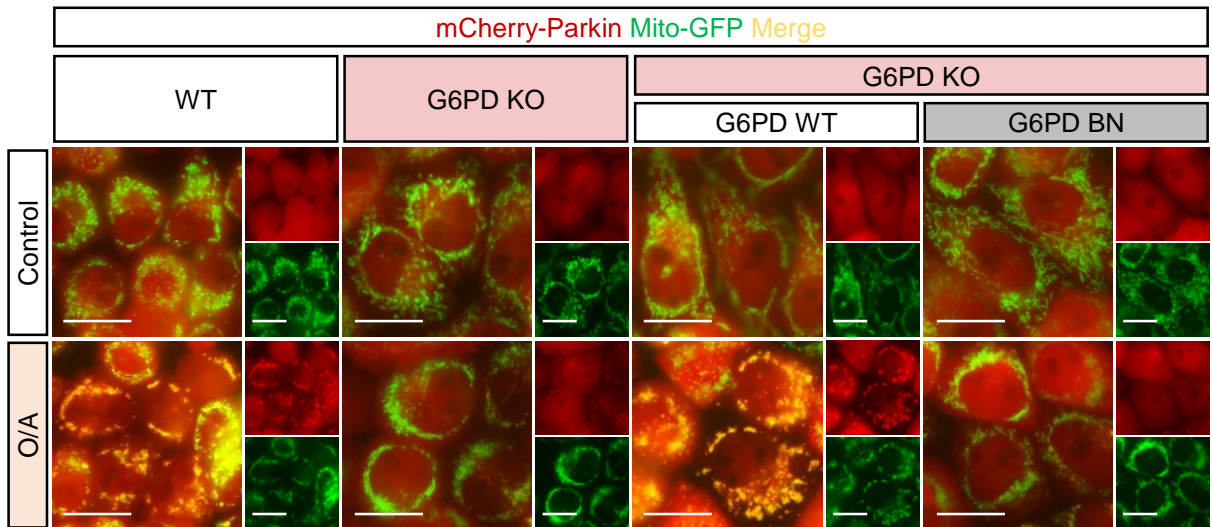 mCherry-Parkin Mito-GFP Merge
WT
G6PD KO
G6PD KO
G6PD WT
G6PD BN
Control
O/A